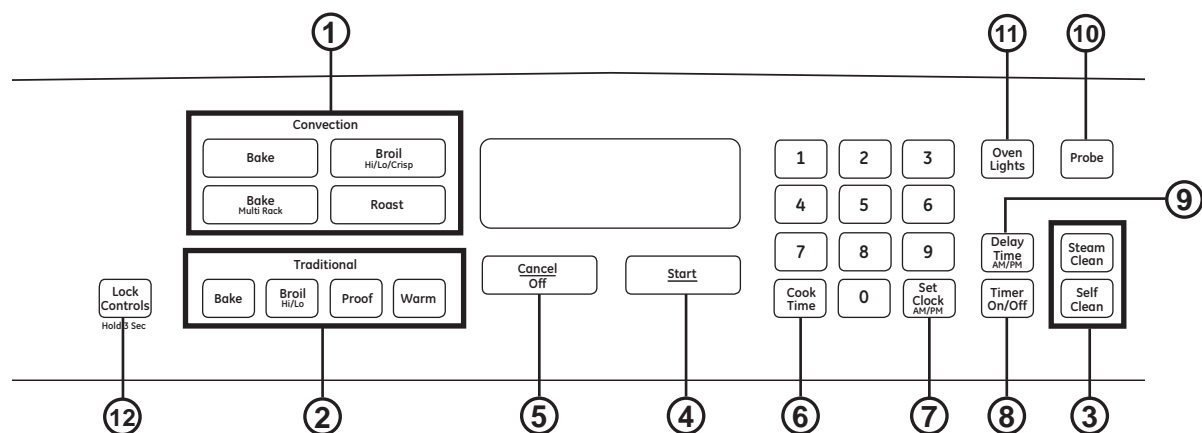 1
11
10
Convection
Bake
Broil
Hi/Lo/Crisp
Bake
Multi Rack
Roast
1
2
3
4
5
6
7
8
9
0
Oven
Lights
Probe
9
Delay
Time
AM/PM
Steam
Clean
Traditional
Bake
Broil
Hi/Lo
Proof
Warm
Cancel
Off
Start
Lock
Controls
Hold 3 Sec
Cook
Time
Set
Clock
AM/PM
Timer
On/Off
Self
Clean
12
2
5
4
6
7
8
3